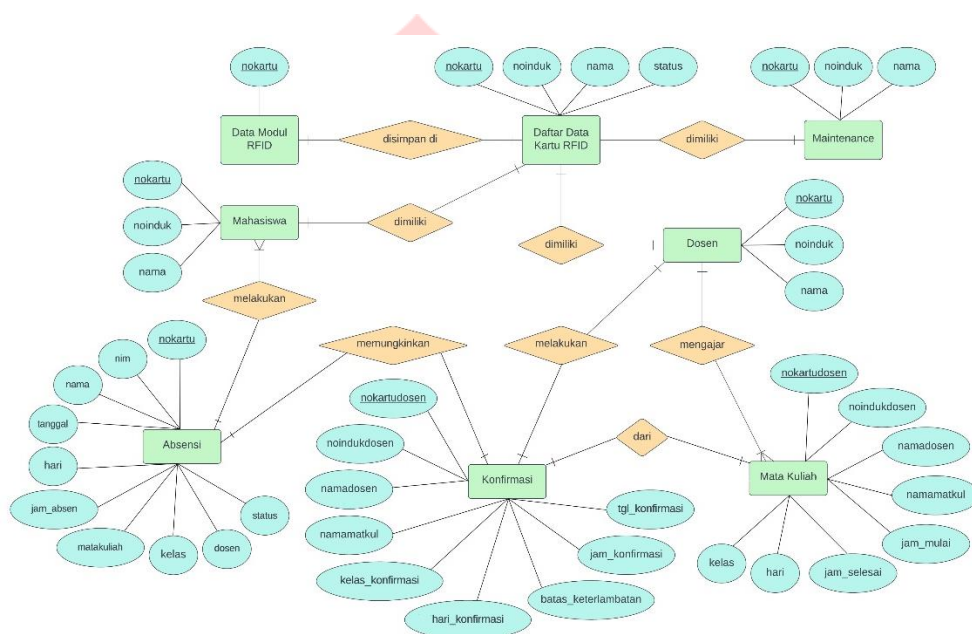 nokartu
nokartu
noinduk
nama
status
nokartu
noinduk
nama
Data Modul
RFID
disimpan di
Daftar Data
Kartu RFID
dimiliki
Maintenance
nokartu
noinduk
nama
Mahasiswa
dimiliki
dimiliki
Dosen
nokartu
noinduk
nama
melakukan
memungkinkan
melakukan
mengajar
nokartu
nim
nama
tanggal
hari
jam_absen
matakuliah
kelas
dosen
status
Absensi
nokartudosen
noindukdosen
namadosen
namamatkul
kelas_konfirmasi
hari_konfirmasi
batas_keterlambatan
jam_konfirmasi
tgl_konfirmasi
Konfirmasi
dari
nokartudosen
noindukdosen
namadosen
namamatkul
jam_mulai
jam_selesai
hari
kelas
Mata Kuliah